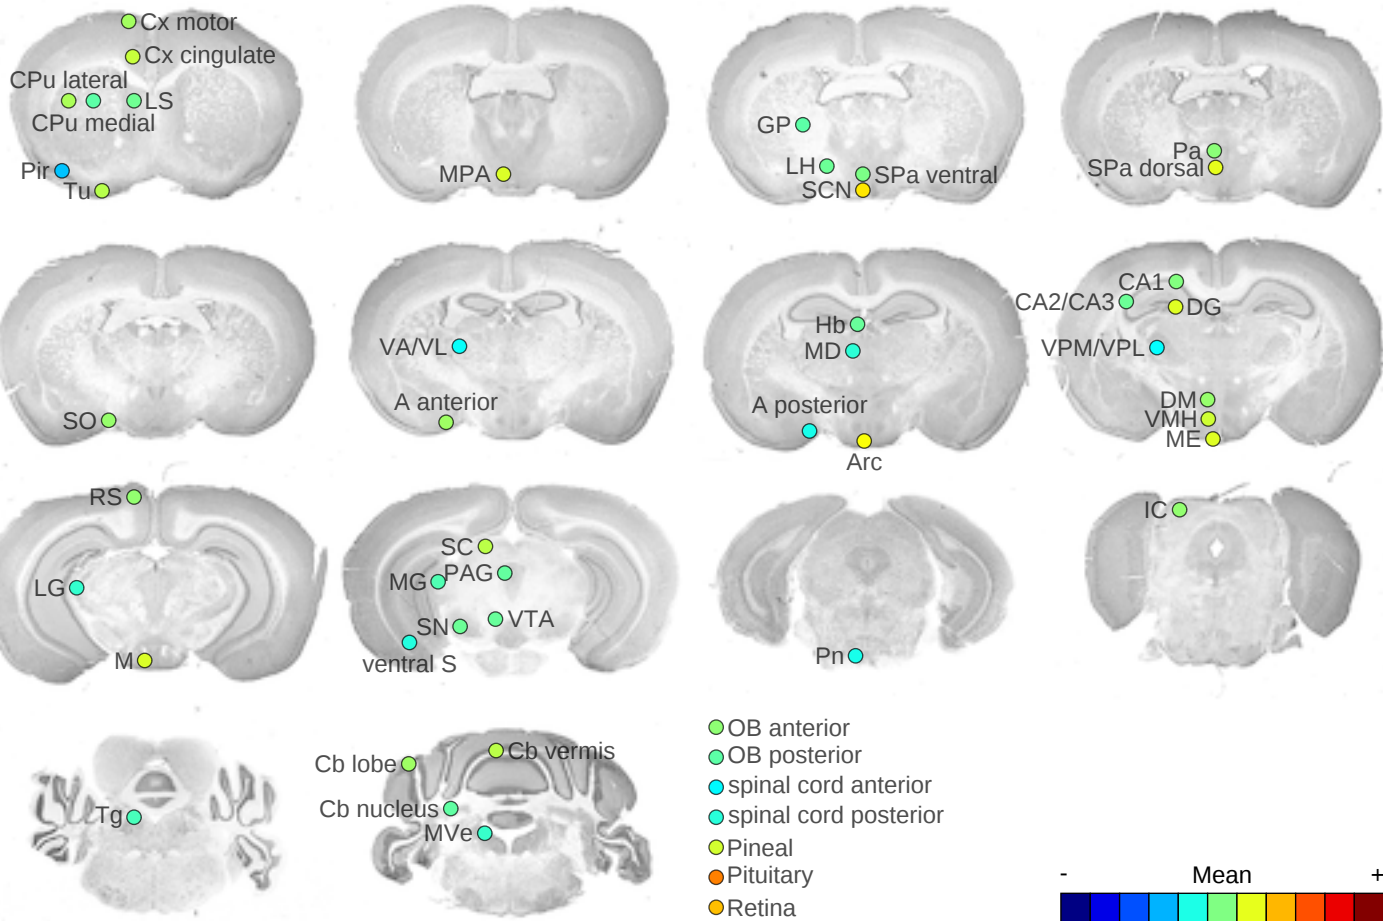 Cx motor
Cx cingulate
CPu lateral
LS
CPu medial
Pir
Tu
MPA
GP
LH
SPa ventral
SCN
Pa
SPa dorsal
SO
VA/VL
A anterior
Hb
MD
A posterior
Arc
CA1
CA2/CA3
DG
VPM/VPL
DM
VMH
ME
RS
LG
M
SC
MG
PAG
SN
VTA
ventral S
Pn
IC
Tg
Cb lobe
Cb vermis
Cb nucleus
MVe
OB anterior
OB posterior
spinal cord anterior
spinal cord posterior
Pineal
Pituitary
Retina
- Mean +